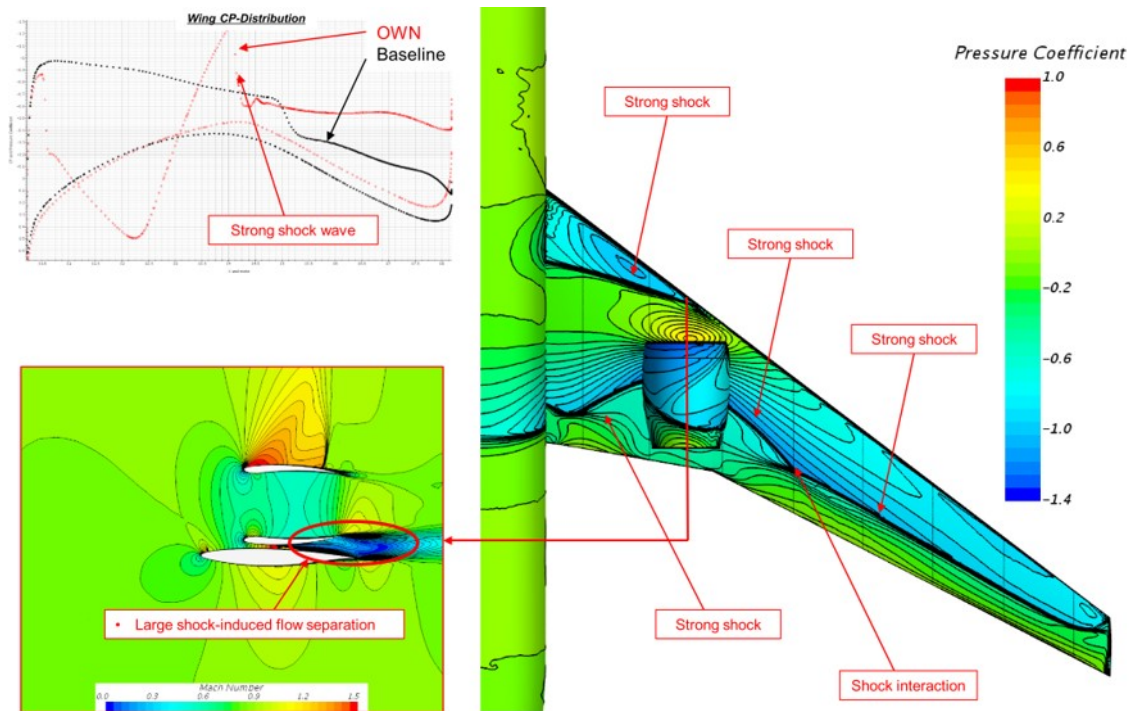 Wing CP-Distribution
OWN
Baseline
Strong shock wave
Pressure Coefficient
1.0
0.6
0.2
-0.2
-0.6
-1.0
-1.4
Strong shock
Strong shock
Strong shock
Strong shock
Shock interaction
• Large shock-induced flow separation
Mach Number
0.0 0.3 0.6 0.9 1.2 1.5